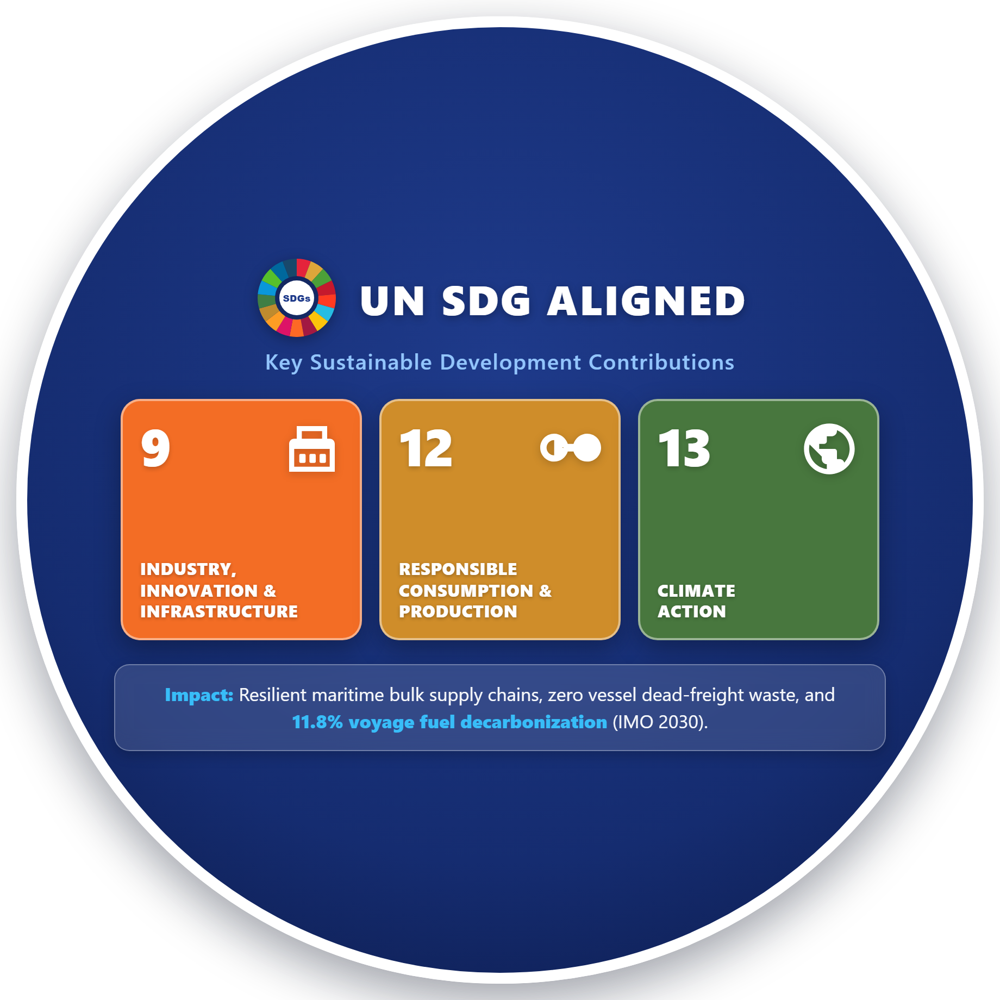 SDGs
UN SDG ALIGNED
Key Sustainable Development Contributions
9
INDUSTRY,
INNOVATION &
INFRASTRUCTURE
12
RESPONSIBLE
CONSUMPTION &
PRODUCTION
13
CLIMATE
ACTION
Impact: Resilient maritime bulk supply chains, zero vessel dead-freight waste, and
11.8% voyage fuel decarbonization (IMO 2030).